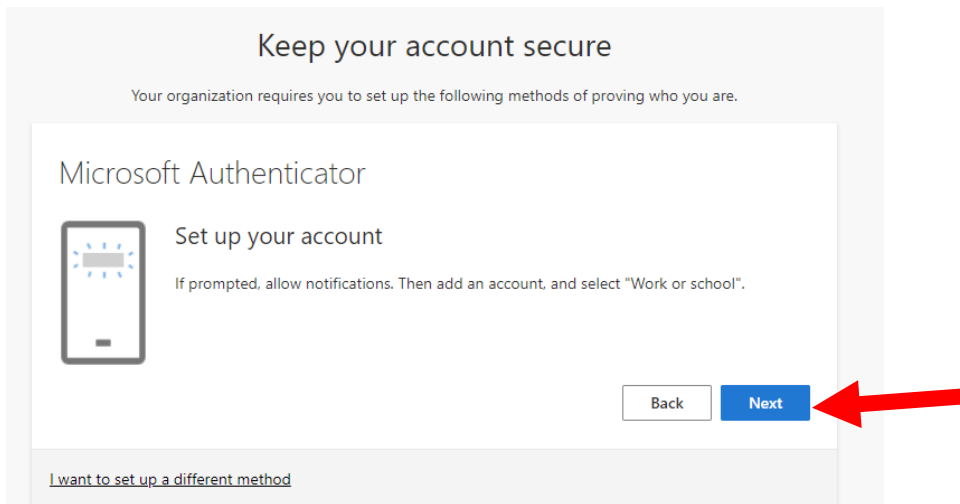 Keep your account secure
Your organization requires you to set up the following methods of proving who you are.
Microsoft Authenticator
Set up your account
If prompted, allow notifications. Then add an account, and select "Work or school".
Back
Next
I want to set up a different method